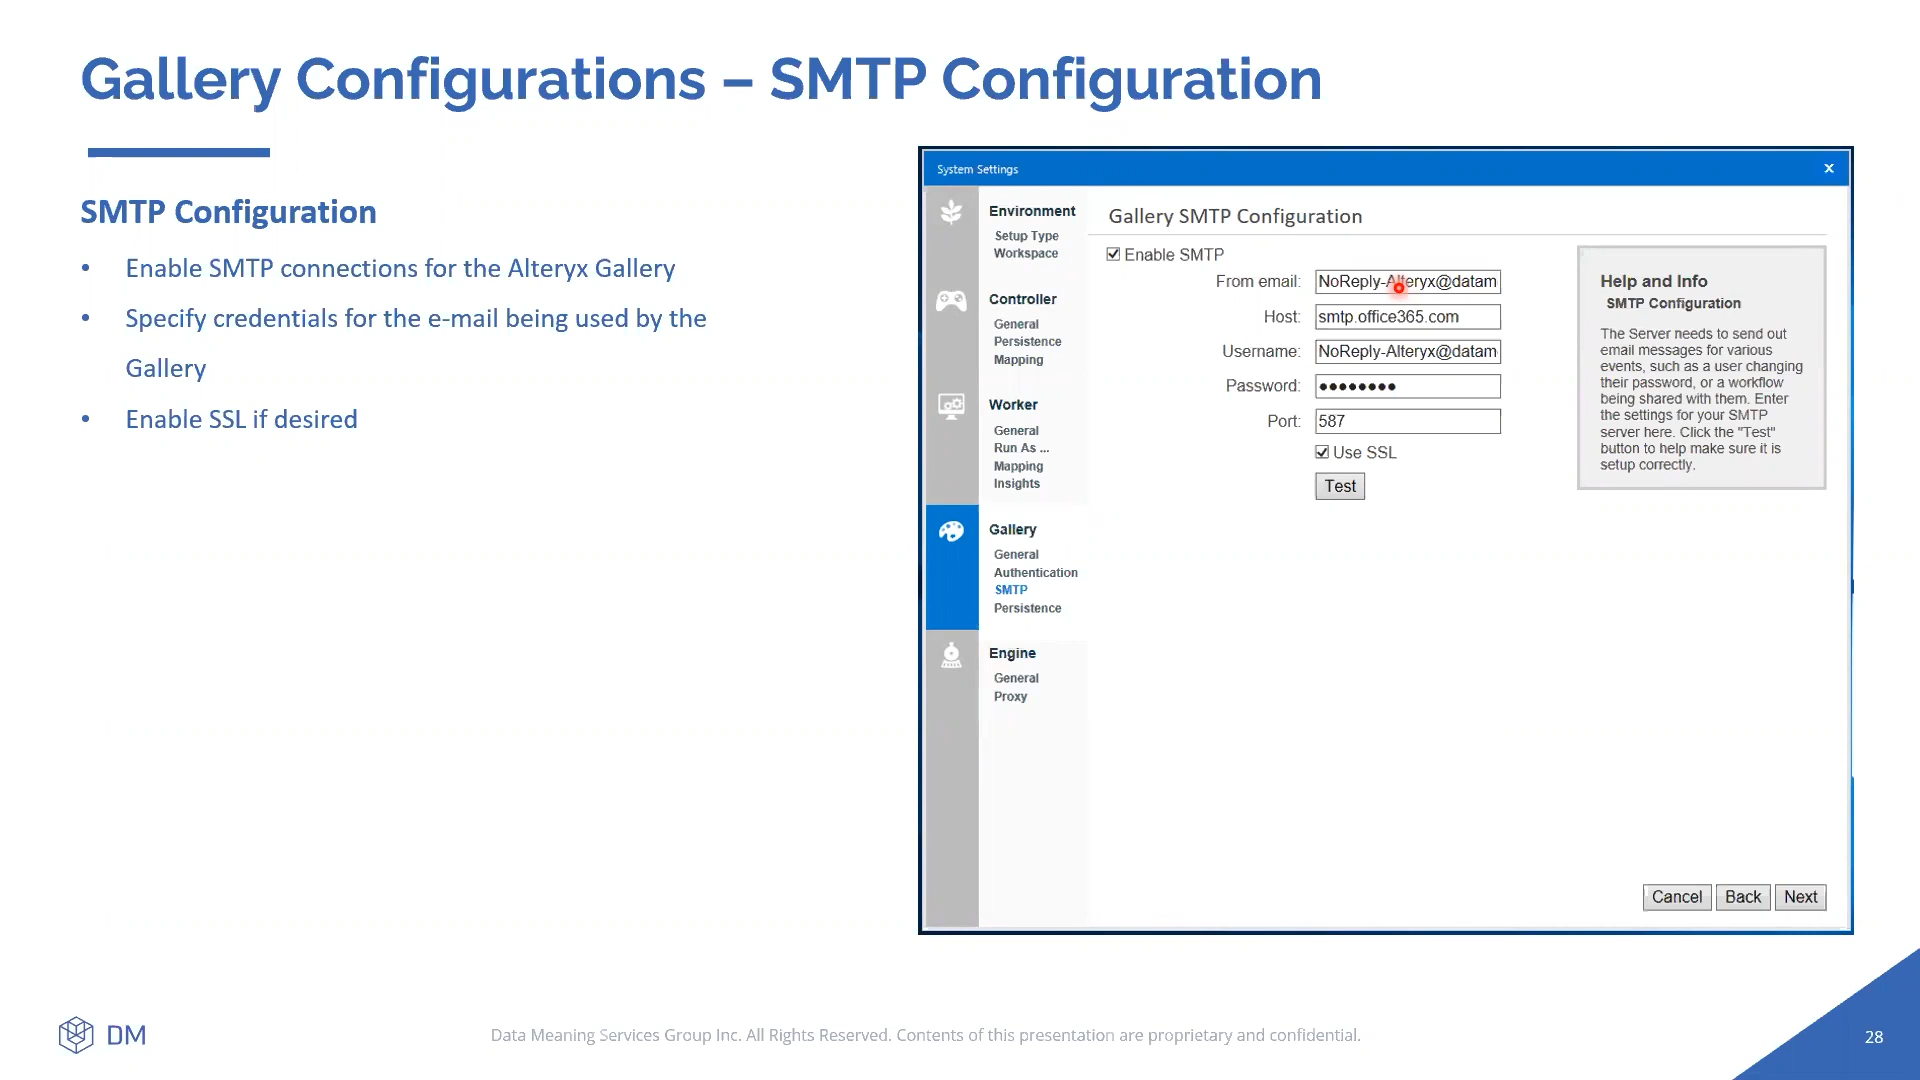 Gallery Configurations – SMTP Configuration
SMTP Configuration
• Enable SMTP connections for the Alteryx Gallery
• Specify credentials for the e-mail being used by the
Gallery
• Enable SSL if desired
System Settings
x
Environment
Setup Type
Workspace
Controller
General
Persistence
Mapping
Worker
General
Run As ...
Mapping
Insights
Gallery
General
Authentication
SMTP
Persistence
Engine
General
Proxy
Gallery SMTP Configuration
Enable SMTP
From email: NoReply-Alteryx@datam
Host: smtp.office365.com
Username: NoReply-Alteryx@datam
Password: ●●●●●●●●
Port: 587
Use SSL
Test
Help and Info
SMTP Configuration
The Server needs to send out
email messages for various
events, such as a user changing
their password, or a workflow
being shared with them. Enter
the settings for your SMTP
server here. Click the "Test"
button to help make sure it is
setup correctly.
Cancel Back Next
DM
Data Meaning Services Group Inc. All Rights Reserved. Contents of this presentation are proprietary and confidential.
28